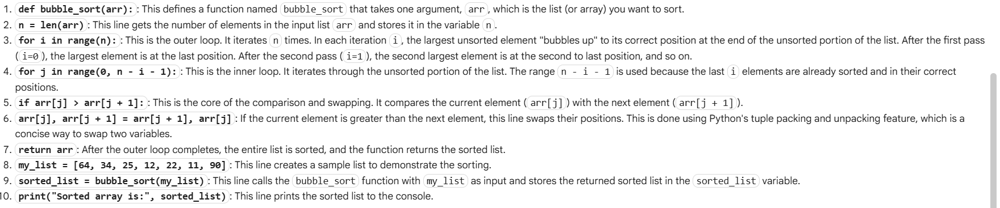 1. def bubble_sort(arr): : This defines a function named bubble_sort that takes one argument, arr , which is the list (or array) you want to sort.
2. n = len(arr) : This line gets the number of elements in the input list arr and stores it in the variable n .
3. for i in range(n): : This is the outer loop. It iterates n times. In each iteration i , the largest unsorted element "bubbles up" to its correct position at the end of the unsorted portion of the list. After the first pass
( i=0 ), the largest element is at the last position. After the second pass ( i=1 ), the second largest element is at the second to last position, and so on.
4. for j in range(0, n - i - 1): : This is the inner loop. It iterates through the unsorted portion of the list. The range n - i - 1 is used because the last i elements are already sorted and in their correct
positions.
5. if arr[j] > arr[j + 1]: : This is the core of the comparison and swapping. It compares the current element ( arr[j] ) with the next element ( arr[j + 1] ).
6. arr[j], arr[j + 1] = arr[j + 1], arr[j] : If the current element is greater than the next element, this line swaps their positions. This is done using Python's tuple packing and unpacking feature, which is a
concise way to swap two variables.
7. return arr : After the outer loop completes, the entire list is sorted, and the function returns the sorted list.
8. my_list = [64, 34, 25, 12, 22, 11, 90] : This line creates a sample list to demonstrate the sorting.
9. sorted_list = bubble_sort(my_list) : This line calls the bubble_sort function with my_list as input and stores the returned sorted list in the sorted_list variable.
10. print("Sorted array is:", sorted_list) : This line prints the sorted list to the console.